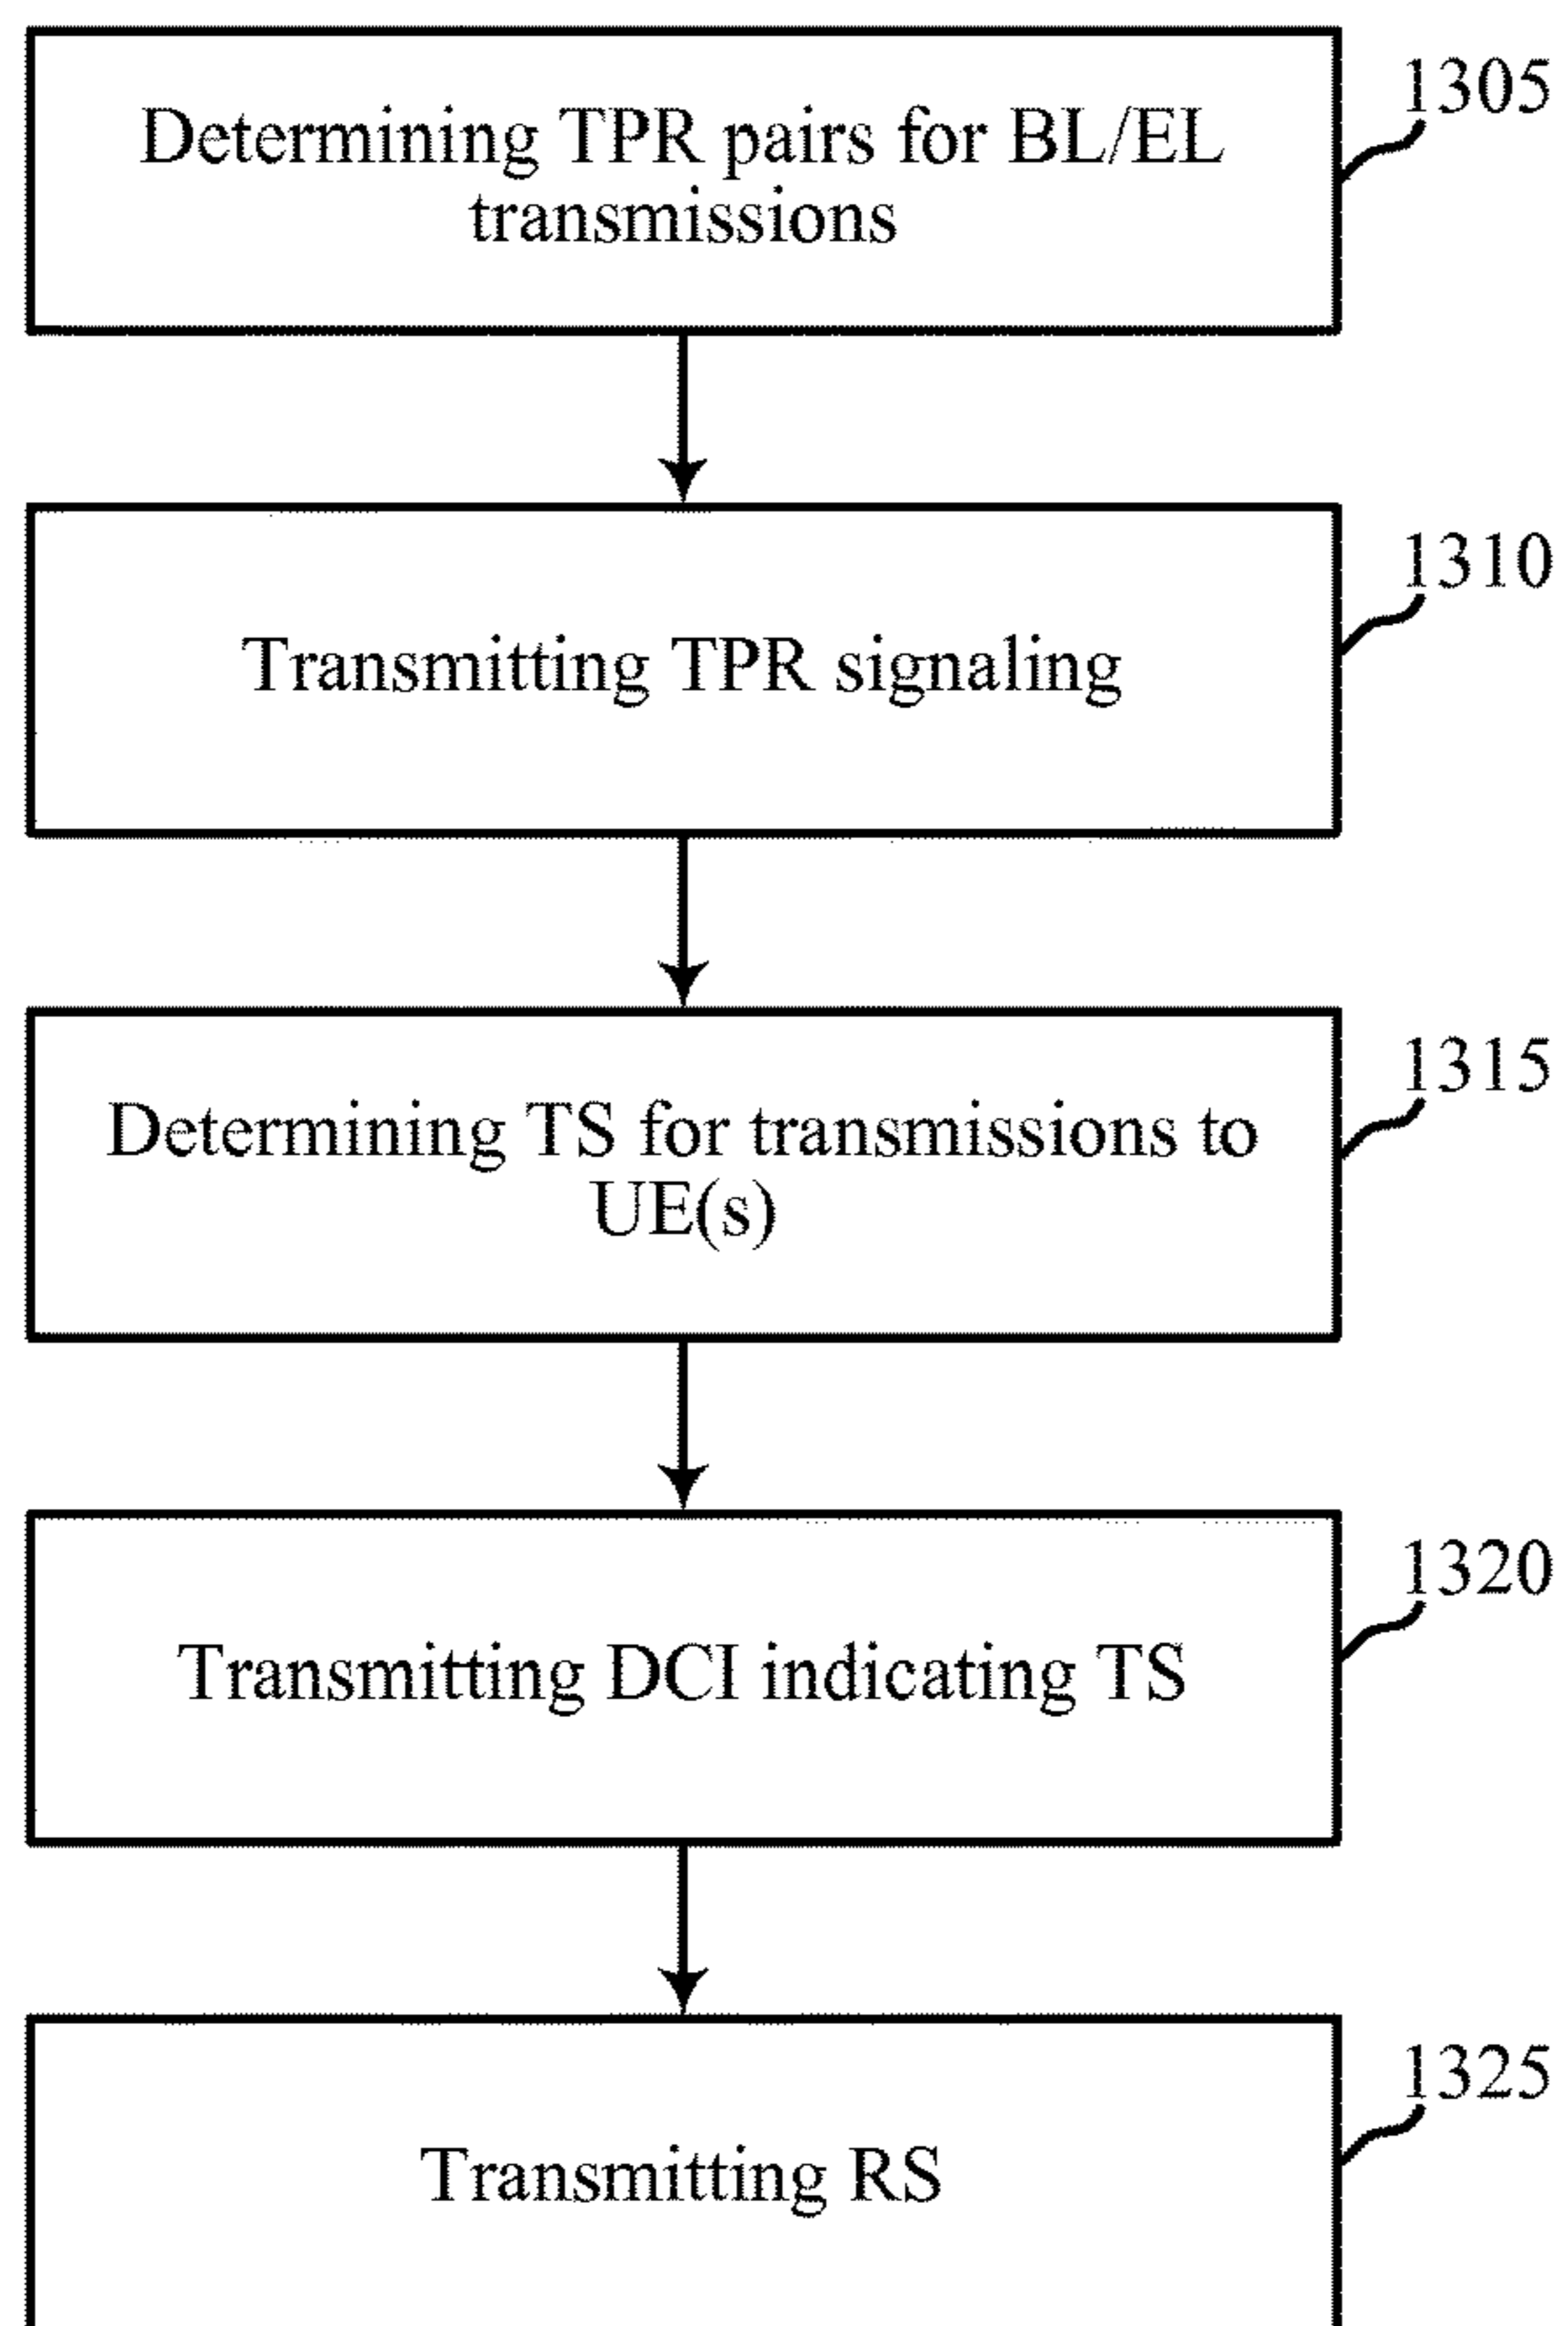 Determining TPR pairs for BL/EL
transmissions
1305
Transmitting TPR signaling
1310
Determining TS for transmissions to
UE(s)
1315
Transmitting DCI indicating TS
1320
Transmitting RS
1325